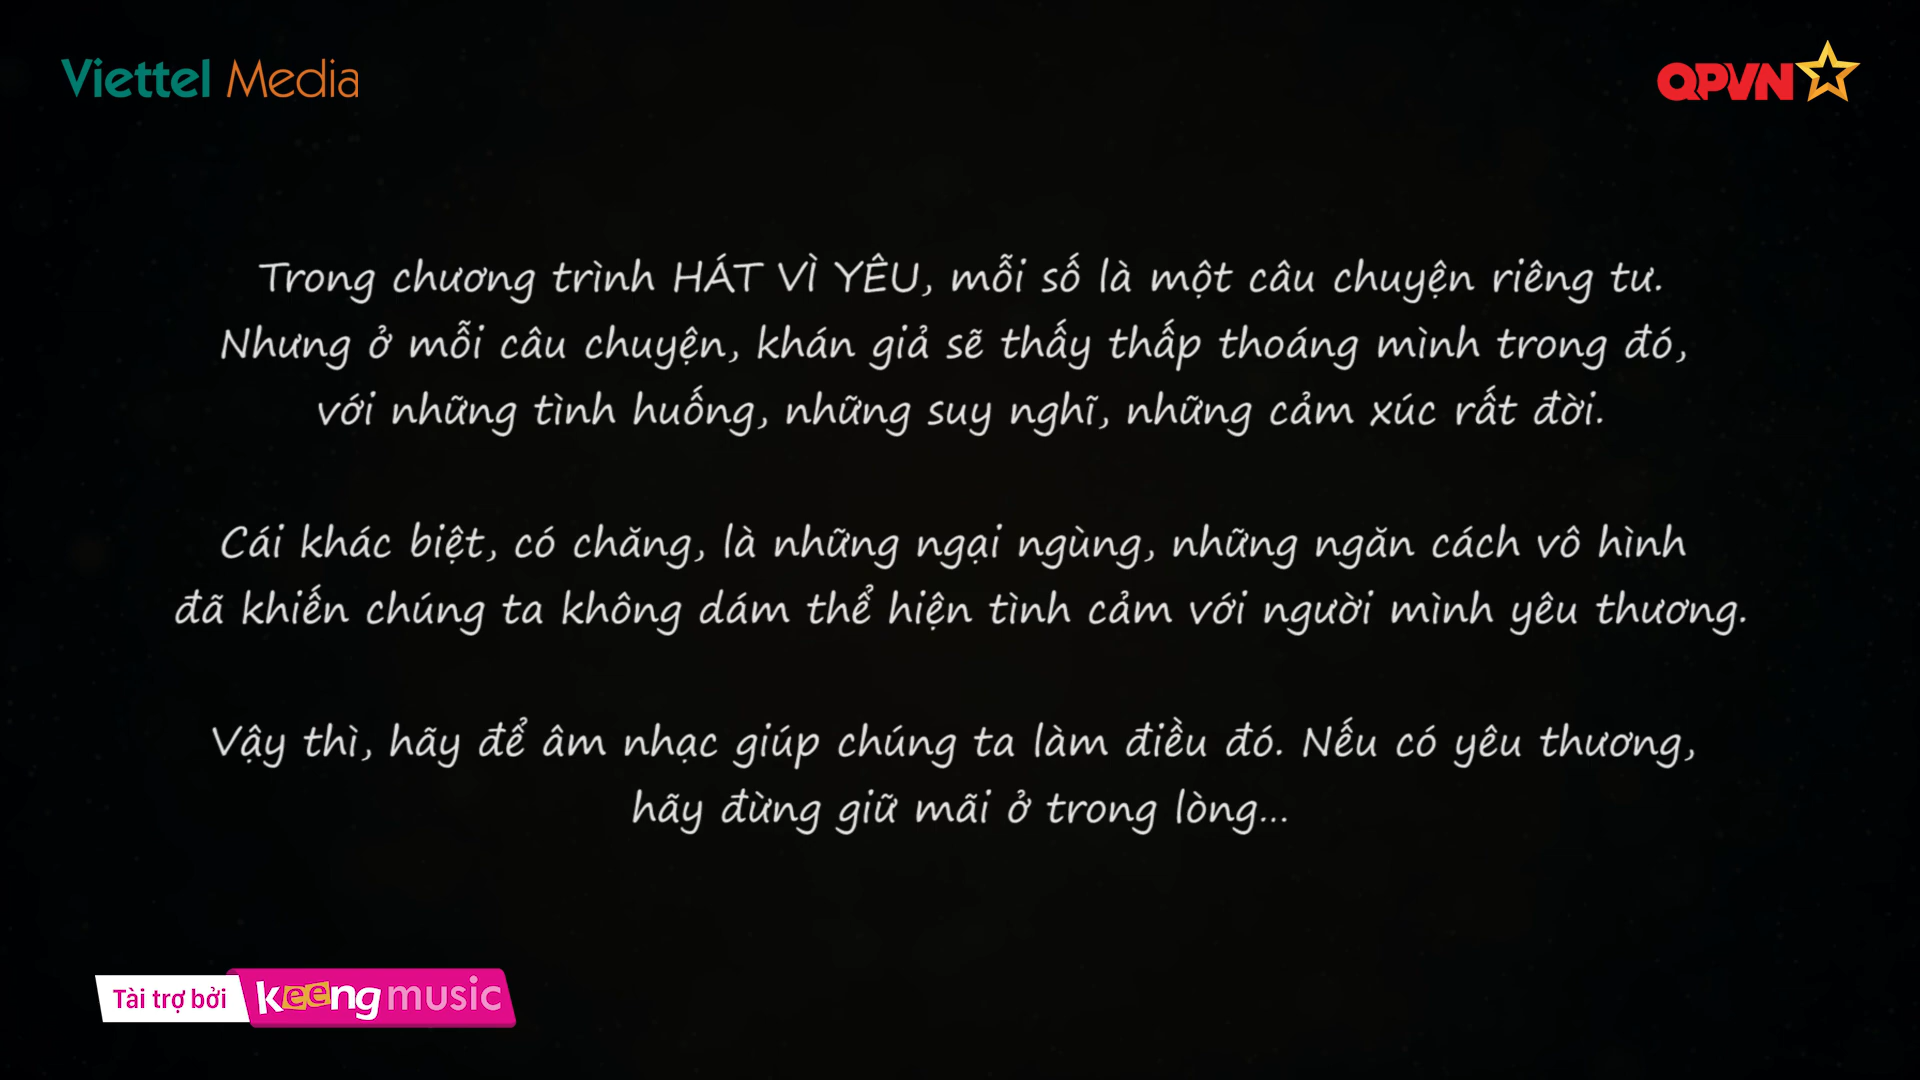 Viettel Media
QPVN
Trong chương trình HÁT VÌ YÊU, mỗi số là một câu chuyện riêng tư.
Nhưng ở mỗi câu chuyện, khán giả sẽ thấy thấp thoáng mình trong đó,
với những tình huống, những suy nghĩ, những cảm xúc rất đời.
Cái khác biệt, có chăng, là những ngại ngùng, những ngăn cách vô hình
đã khiến chúng ta không dám thể hiện tình cảm với người mình yêu thương.
Vậy thì, hãy để âm nhạc giúp chúng ta làm điều đó. Nếu có yêu thương,
hãy đừng giữ mãi ở trong lòng...
Tài trợ bởi keeng music